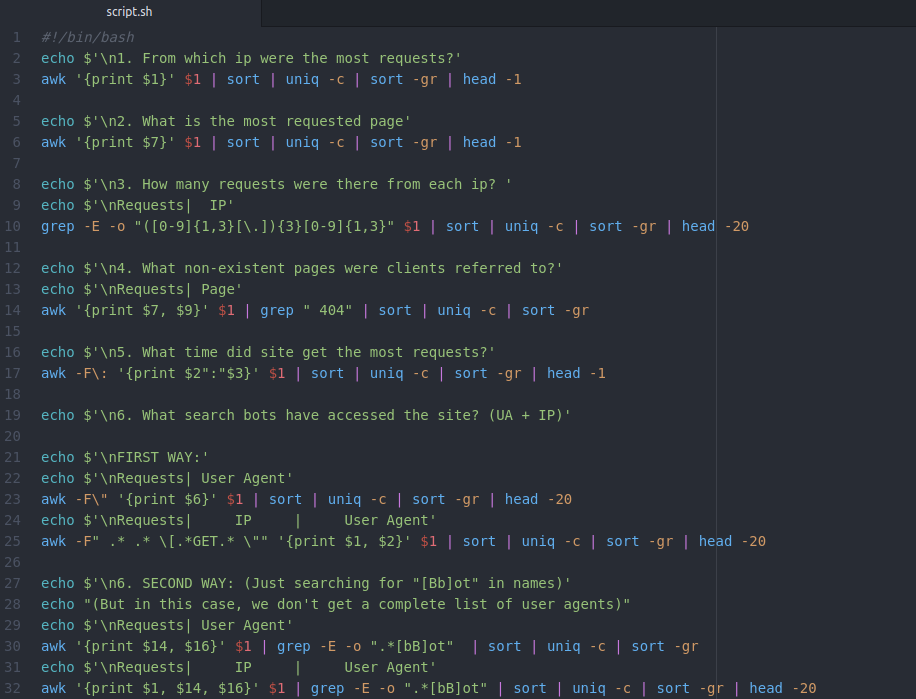 script.sh
1 #!/bin/bash
2 echo $'\n1. From which ip were the most requests?'
3 awk '{print $1}' $1 | sort | uniq -c | sort -gr | head -1
4
5 echo $'\n2. What is the most requested page'
6 awk '{print $7}' $1 | sort | uniq -c | sort -gr | head -1
7
8 echo $'\n3. How many requests were there from each ip? '
9 echo $'\nRequests|  IP'
10 grep -E -o "([0-9]{1,3}[\.]){3}[0-9]{1,3}" $1 | sort | uniq -c | sort -gr | head -20
11
12 echo $'\n4. What non-existent pages were clients referred to?'
13 echo $'\nRequests| Page'
14 awk '{print $7, $9}' $1 | grep " 404" | sort | uniq -c | sort -gr
15
16 echo $'\n5. What time did site get the most requests?'
17 awk -F\: '{print $2":"$3}' $1 | sort | uniq -c | sort -gr | head -1
18
19 echo $'\n6. What search bots have accessed the site? (UA + IP)'
20
21 echo $'\nFIRST WAY:'
22 echo $'\nRequests| User Agent'
23 awk -F\" '{print $6}' $1 | sort | uniq -c | sort -gr | head -20
24 echo $'\nRequests|     IP     |     User Agent'
25 awk -F" .* .* \[.*GET.* \"" '{print $1, $2}' $1 | sort | uniq -c | sort -gr | head -20
26
27 echo $'\n6. SECOND WAY: (Just searching for "[Bb]ot" in names)'
28 echo "(But in this case, we don't get a complete list of user agents)"
29 echo $'\nRequests| User Agent'
30 awk '{print $14, $16}' $1 | grep -E -o ".*[bB]ot"  | sort | uniq -c | sort -gr
31 echo $'\nRequests|     IP     |     User Agent'
32 awk '{print $1, $14, $16}' $1 | grep -E -o ".*[bB]ot" | sort | uniq -c | sort -gr | head -20